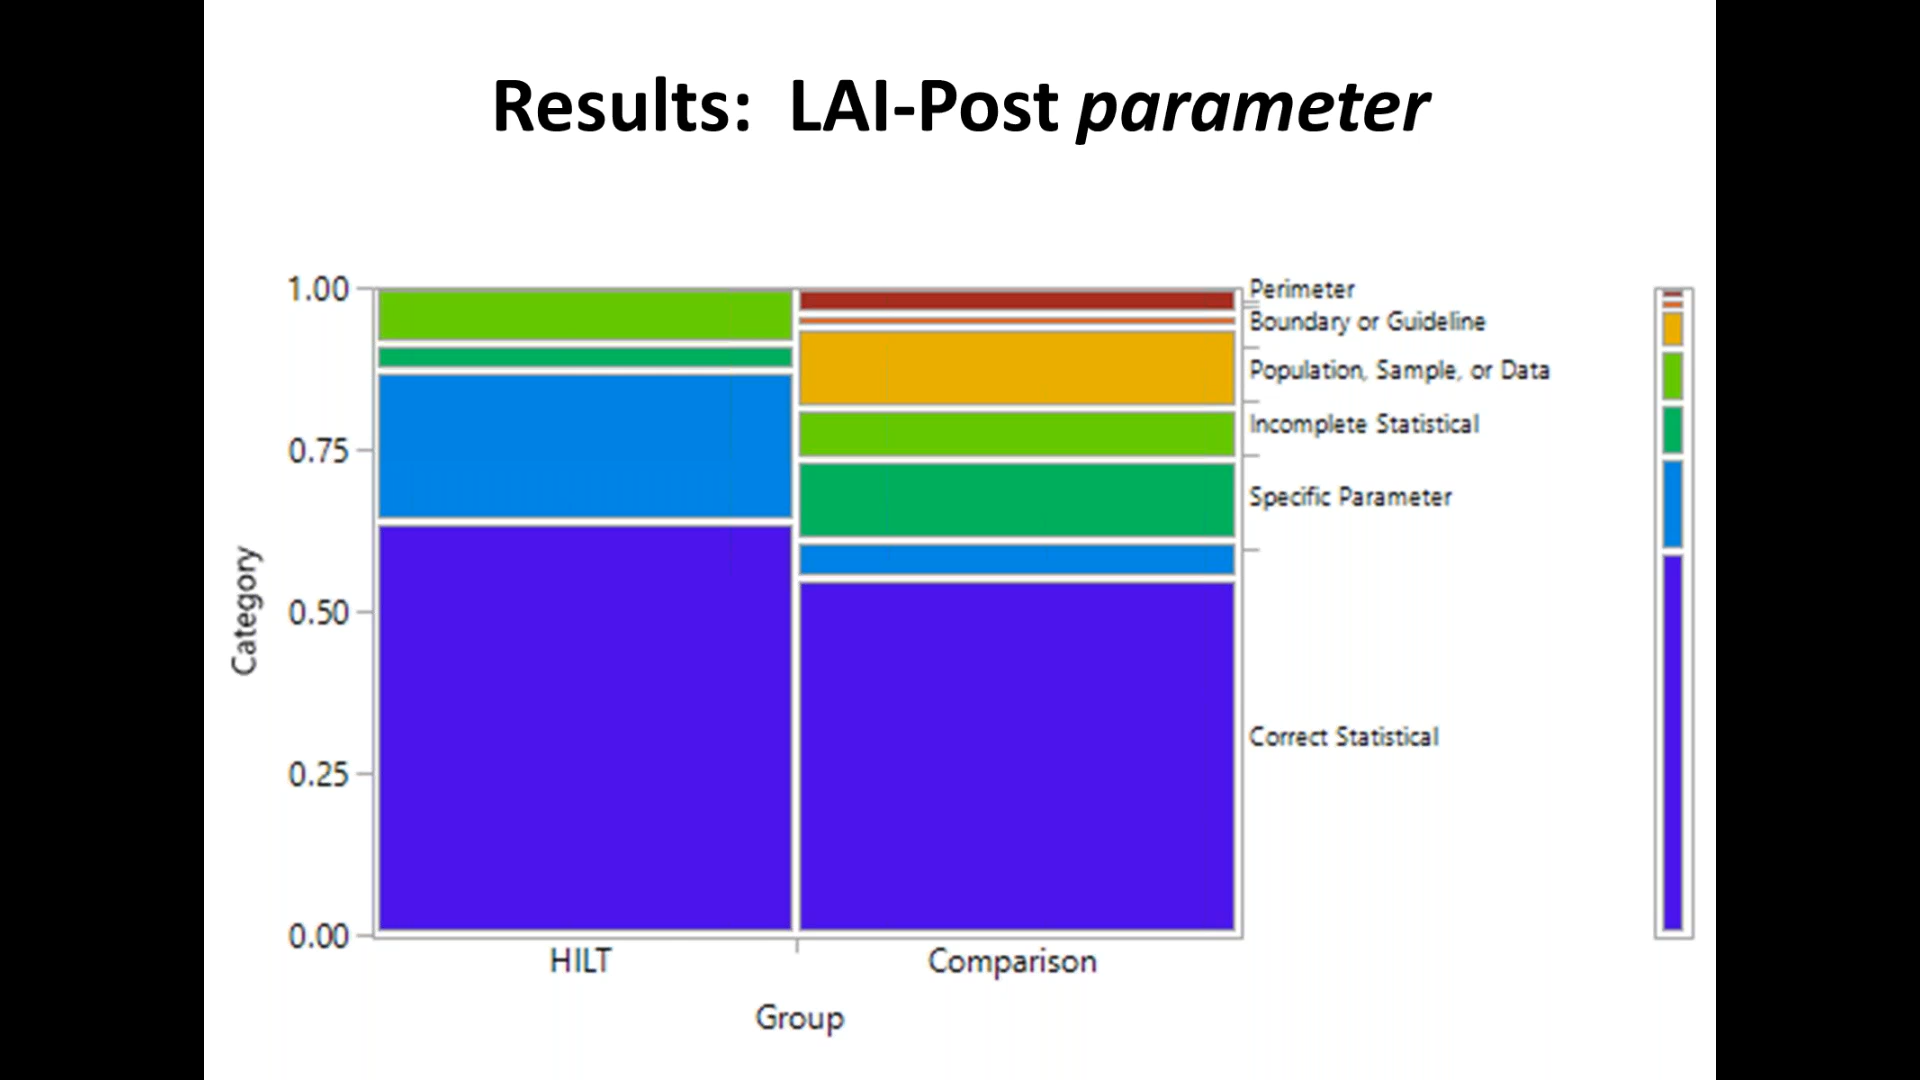 Results: LAI-Post parameter
1.00
0.75
0.50
0.25
0.00
Category
Perimeter
Boundary or Guideline
Population, Sample, or Data
Incomplete Statistical
Specific Parameter
Correct Statistical
HILT
Comparison
Group